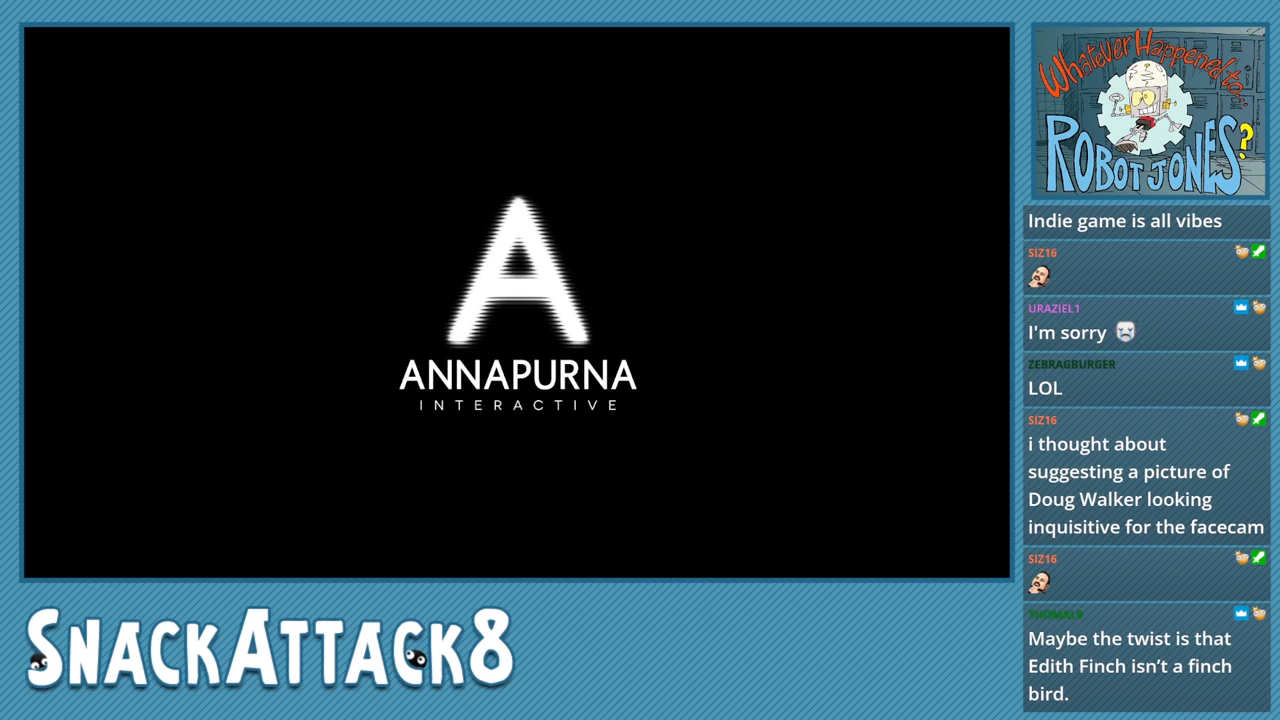 A
ANNAPURNA
INTERACTIVE
SNACKATTACK8
Whatever Happened to..
ROBOT JONES?
Indie game is all vibes
SIZ16
URAZIEL1
I'm sorry
ZEBRAGBURGER
LOL
SIZ16
i thought about
suggesting a picture of
Doug Walker looking
inquisitive for the facecam
SIZ16
Maybe the twist is that
Edith Finch isn’t a finch
bird.